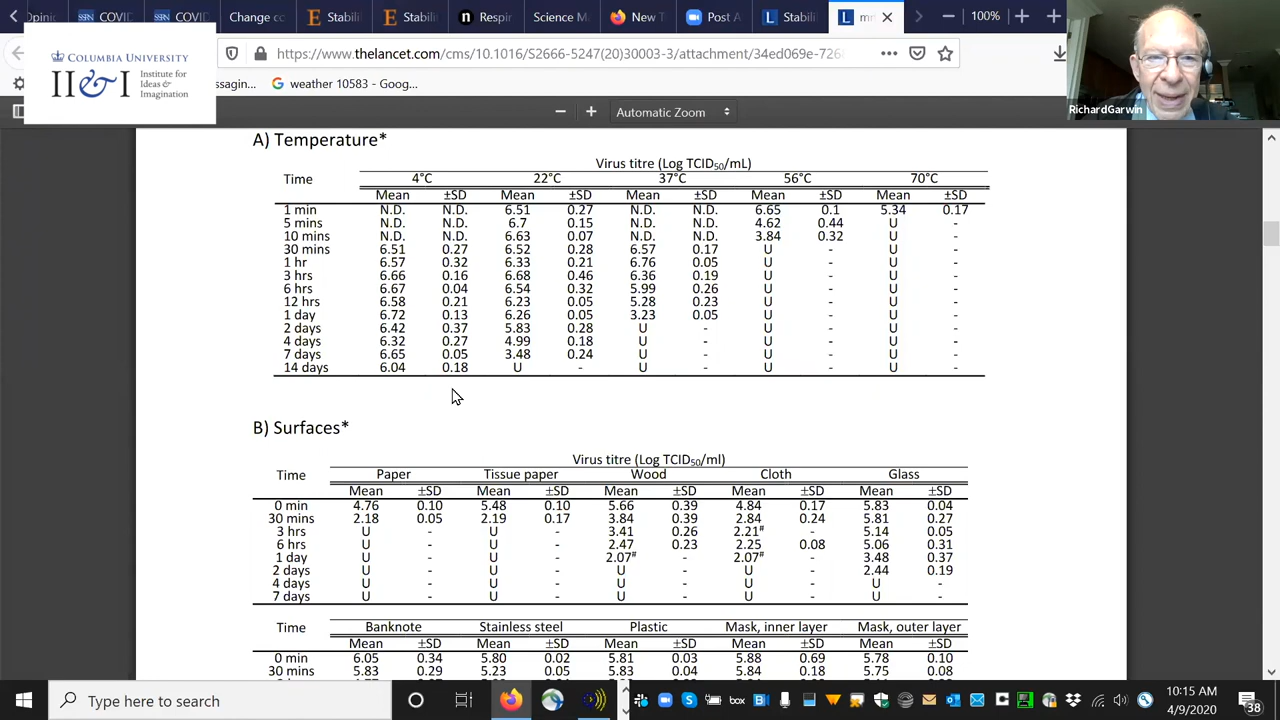 Opinic
COVID
COVID
Change co
Stabili
Stabili
Respir
Science M
New T
Post A
Stabili
mr
100%
COLUMBIA UNIVERSITY
II&I
Institute for
Ideas &
Imagination
https://www.thelancet.com/cms/10.1016/S2666-5247(20)30003-3/attachment/34ed069e-726
RichardGarwin
ssagin... weather 10583 - Goog...
Automatic Zoom
A) Temperature*
Virus titre (Log TCID50/mL)
Time 4°C 22°C 37°C 56°C 70°C
Mean ±SD Mean ±SD Mean ±SD Mean ±SD Mean ±SD
1 min N.D. N.D. 6.51 0.27 N.D. N.D. 6.65 0.1 5.34 0.17
5 mins N.D. N.D. 6.7 0.15 N.D. N.D. 4.62 0.44 U -
10 mins N.D. N.D. 6.63 0.07 N.D. N.D. 3.84 0.32 U -
30 mins 6.51 0.27 6.52 0.28 6.57 0.17 U - U -
1 hr 6.57 0.32 6.33 0.21 6.76 0.05 U - U -
3 hrs 6.66 0.16 6.68 0.46 6.36 0.19 U - U -
6 hrs 6.67 0.04 6.54 0.32 5.99 0.26 U - U -
12 hrs 6.58 0.21 6.23 0.05 5.28 0.23 U - U -
1 day 6.72 0.13 6.26 0.05 3.23 0.05 U - U -
2 days 6.42 0.37 5.83 0.28 U - U - U -
4 days 6.32 0.27 4.99 0.18 U - U - U -
7 days 6.65 0.05 3.48 0.24 U - U - U -
14 days 6.04 0.18 U - U - U - U -
B) Surfaces*
Virus titre (Log TCID50/ml)
Time Paper Tissue paper Wood Cloth Glass
Mean ±SD Mean ±SD Mean ±SD Mean ±SD Mean ±SD
0 min 4.76 0.10 5.48 0.10 5.66 0.39 4.84 0.17 5.83 0.04
30 mins 2.18 0.05 2.19 0.17 3.84 0.39 2.84 0.24 5.81 0.27
3 hrs U - U - 3.41 0.26 2.21# - 5.14 0.05
6 hrs U - U - 2.47 0.23 2.25 0.08 5.06 0.31
1 day U - U - 2.07# - 2.07# - 3.48 0.37
2 days U - U - U - U - 2.44 0.19
4 days U - U - U - U - U -
7 days U - U - U - U - U -
Time Banknote Stainless steel Plastic Mask, inner layer Mask, outer layer
Mean ±SD Mean ±SD Mean ±SD Mean ±SD Mean ±SD
0 min 6.05 0.34 5.80 0.02 5.81 0.03 5.88 0.69 5.78 0.10
30 mins 5.83 0.29 5.23 0.05 5.83 0.04 5.84 0.18 5.75 0.08
Type here to search
box
10:15 AM
4/9/2020
38